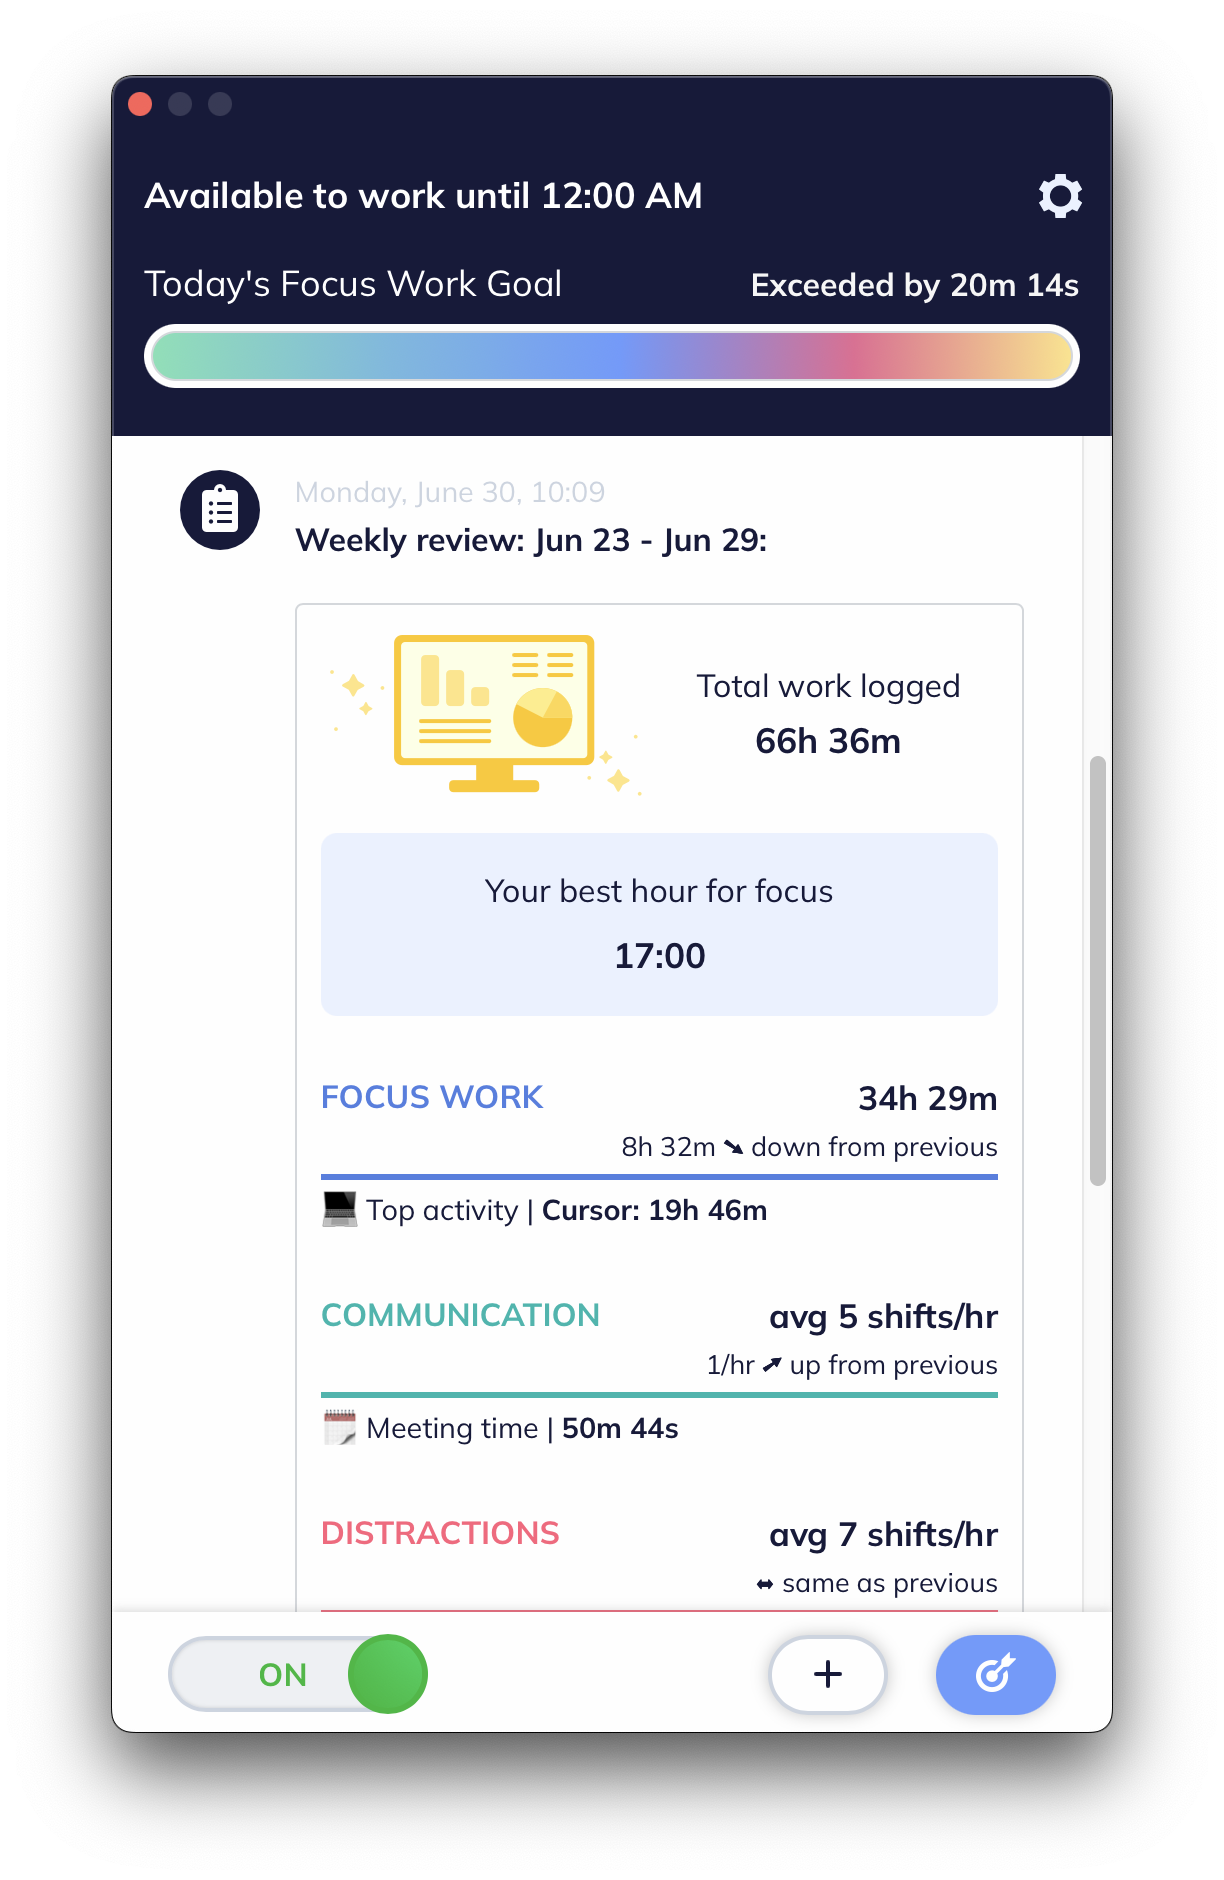 Available to work until 12:00 AM
Today's Focus Work Goal
Exceeded by 20m 14s
Monday, June 30, 10:09
Weekly review: Jun 23 - Jun 29:
Total work logged
66h 36m
Your best hour for focus
17:00
FOCUS WORK
34h 29m
8h 32m ➘ down from previous
Top activity | Cursor: 19h 46m
COMMUNICATION
avg 5 shifts/hr
1/hr ➚ up from previous
Meeting time | 50m 44s
DISTRACTIONS
avg 7 shifts/hr
⬌ same as previous
ON
+